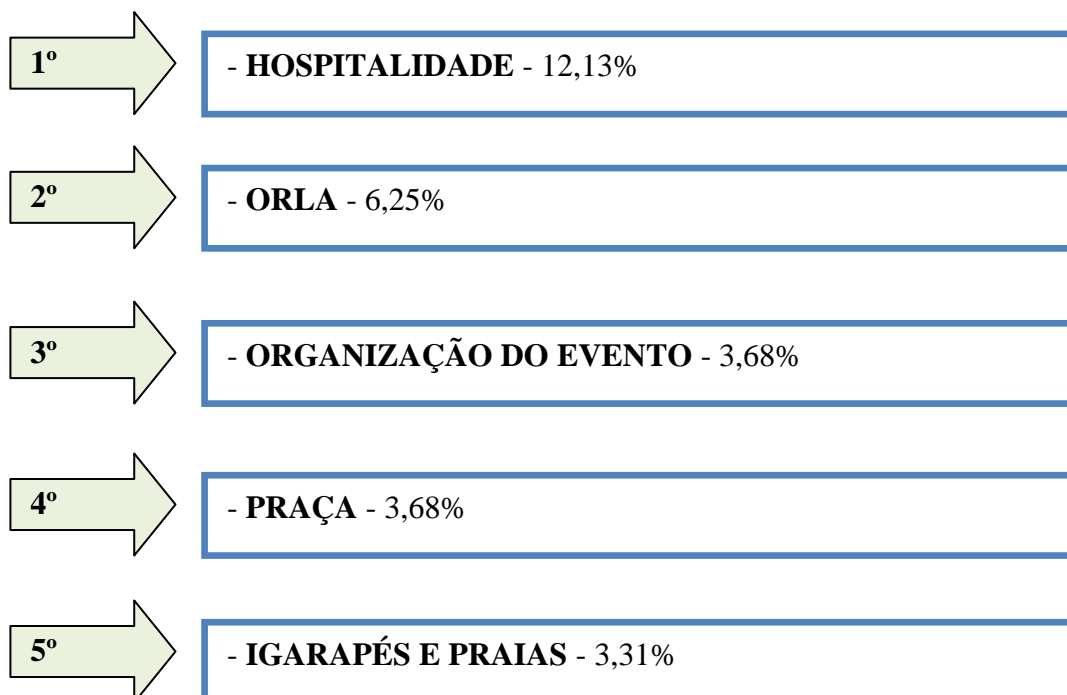 1º
- HOSPITALIDADE - 12,13%
2º
- ORLA - 6,25%
3º
- ORGANIZAÇÃO DO EVENTO - 3,68%
4º
- PRAÇA - 3,68%
5º
- IGARAPÉS E PRAIAS - 3,31%